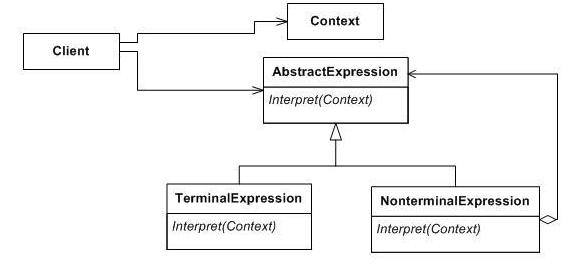 Context
Client
AbstractExpression
Interpret(Context)
TerminalExpression
Interpret(Context)
NonterminalExpression
Interpret(Context)